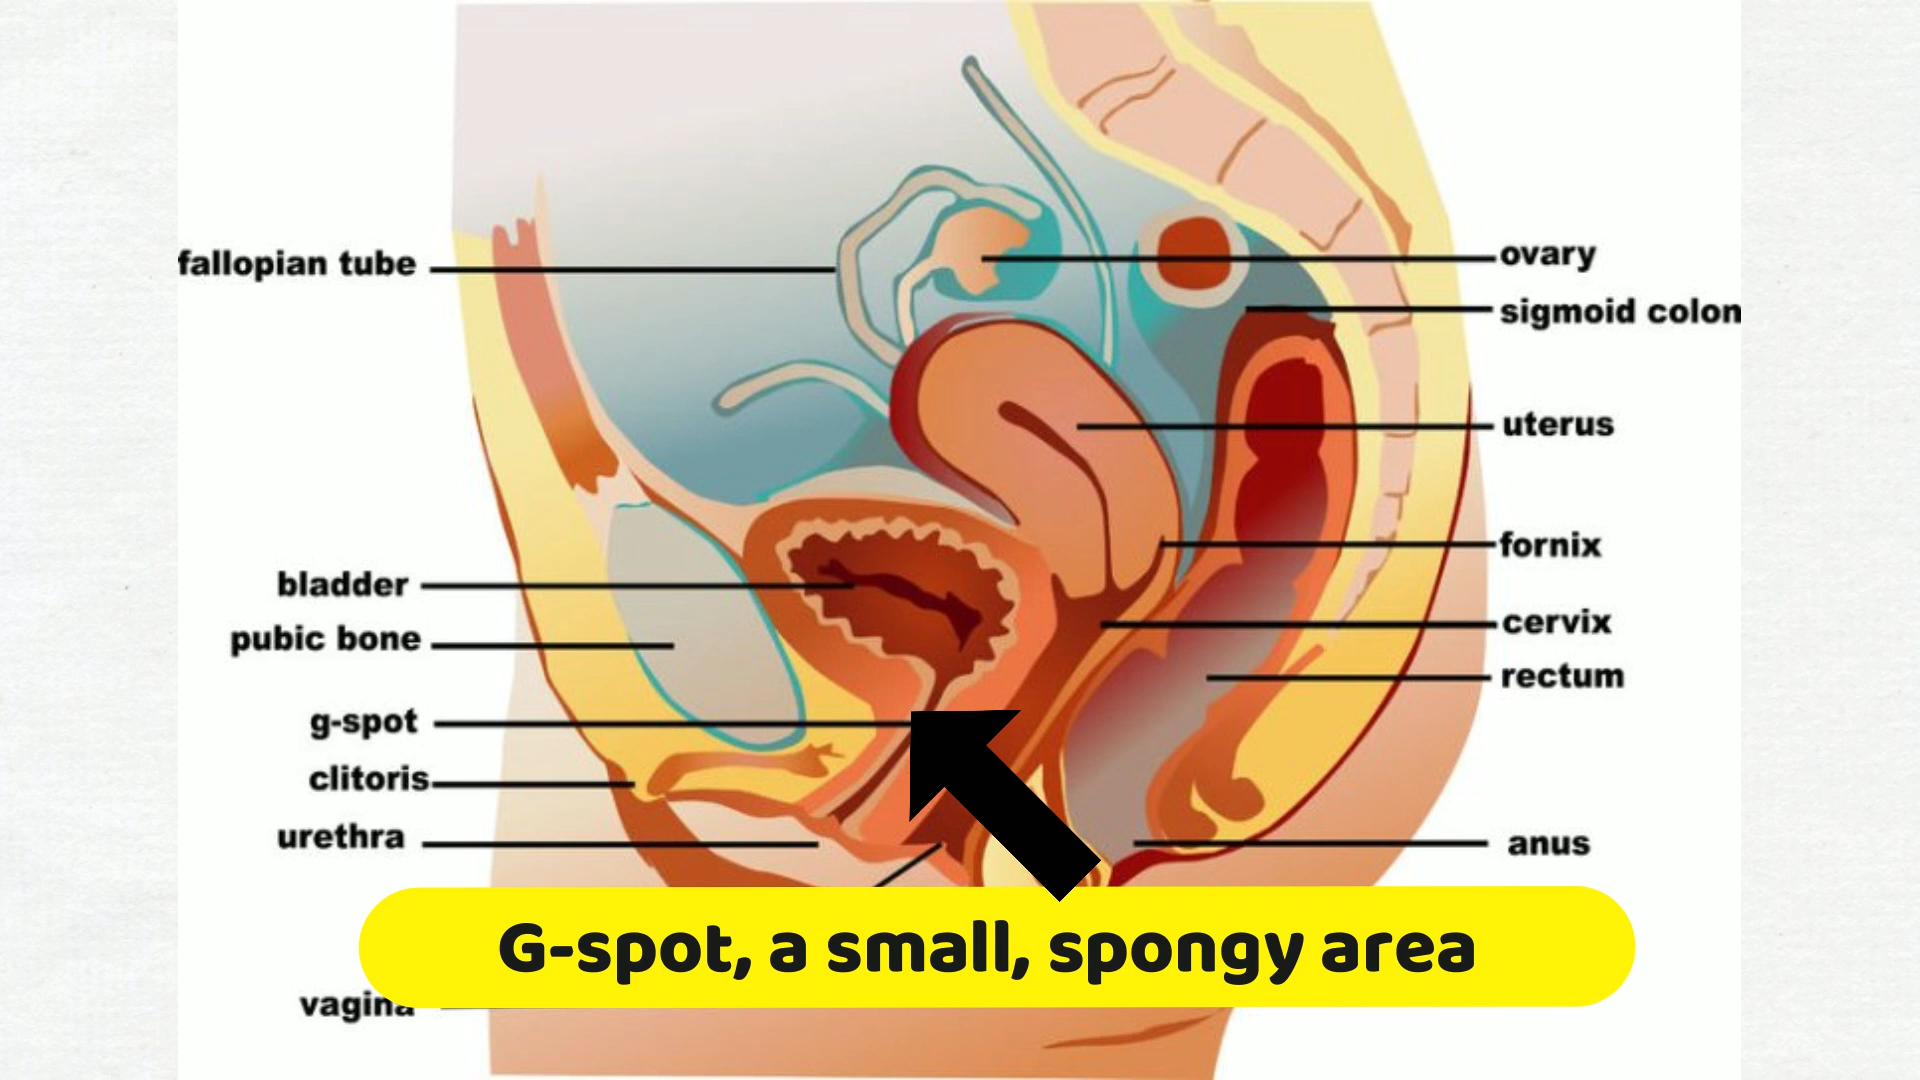 fallopian tube
ovary
sigmoid colon
uterus
fornix
bladder
cervix
pubic bone
rectum
g-spot
clitoris
urethra
anus
G-spot, a small, spongy area
vagina